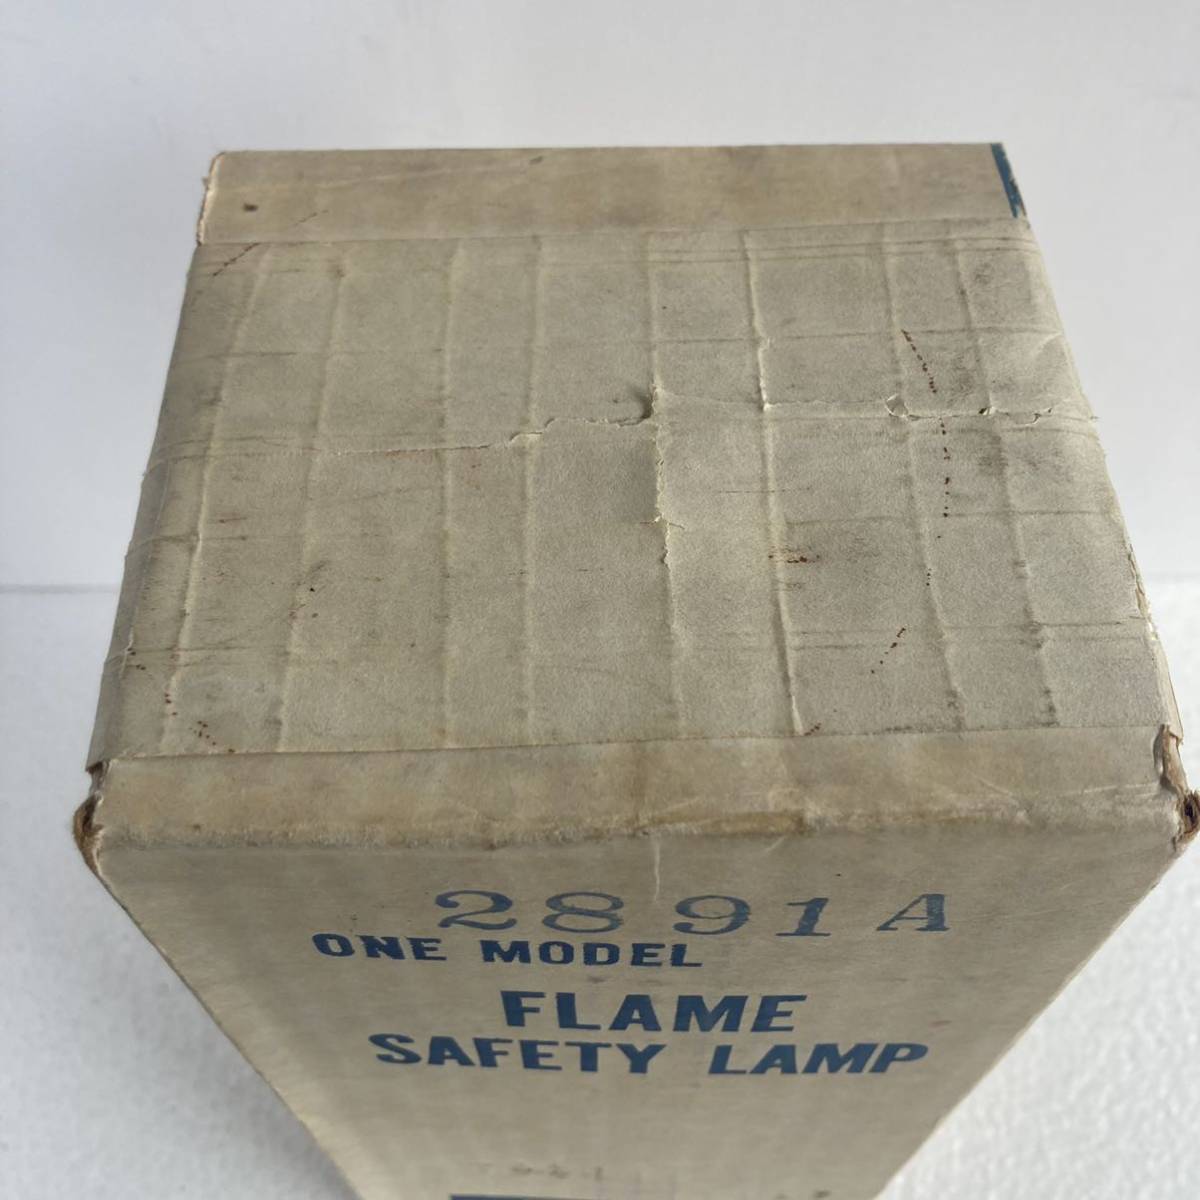 2891A
ONE MODEL
FLAME
SAFETY LAMP